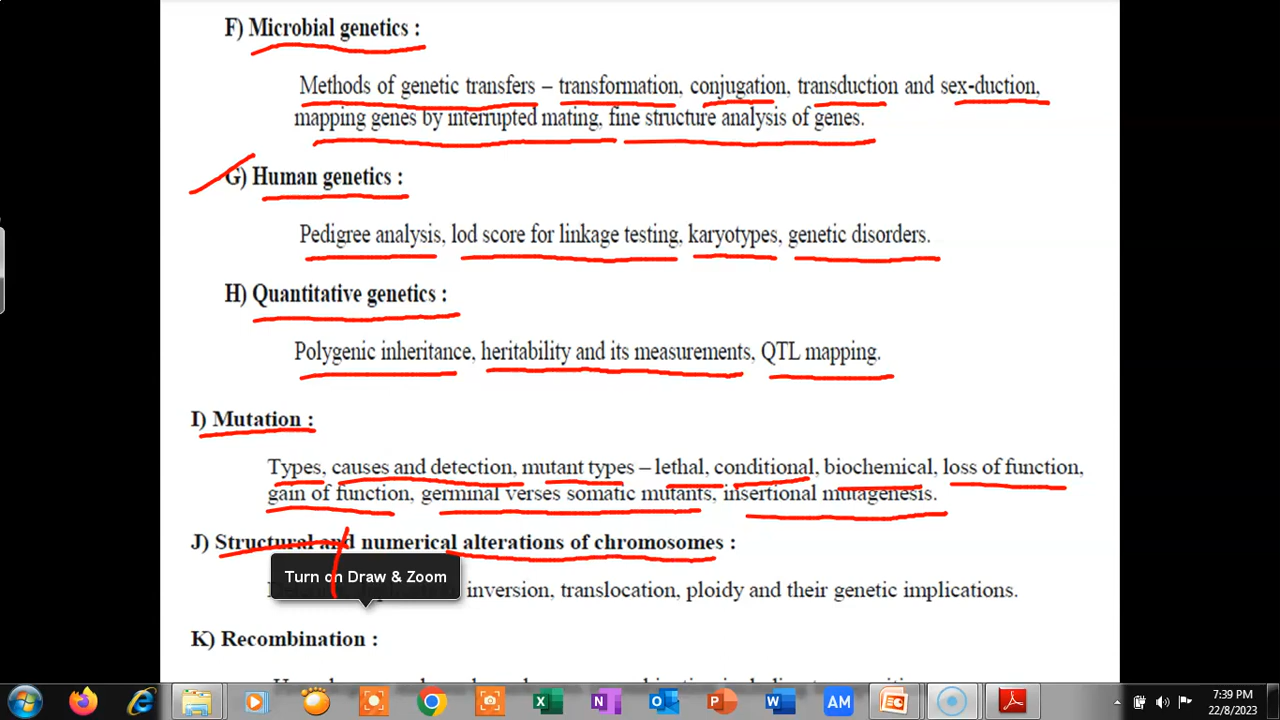 F) Microbial genetics :
Methods of genetic transfers – transformation, conjugation, transduction and sex-duction,
mapping genes by interrupted mating, fine structure analysis of genes.
G) Human genetics :
Pedigree analysis, lod score for linkage testing, karyotypes, genetic disorders.
H) Quantitative genetics :
Polygenic inheritance, heritability and its measurements, QTL mapping.
I) Mutation :
Types, causes and detection, mutant types – lethal, conditional, biochemical, loss of function,
gain of function, germinal verses somatic mutants, insertional mutagenesis.
J) Structural and numerical alterations of chromosomes :
Turn on Draw & Zoom
inversion, translocation, ploidy and their genetic implications.
K) Recombination :
7:39 PM
22/8/2023